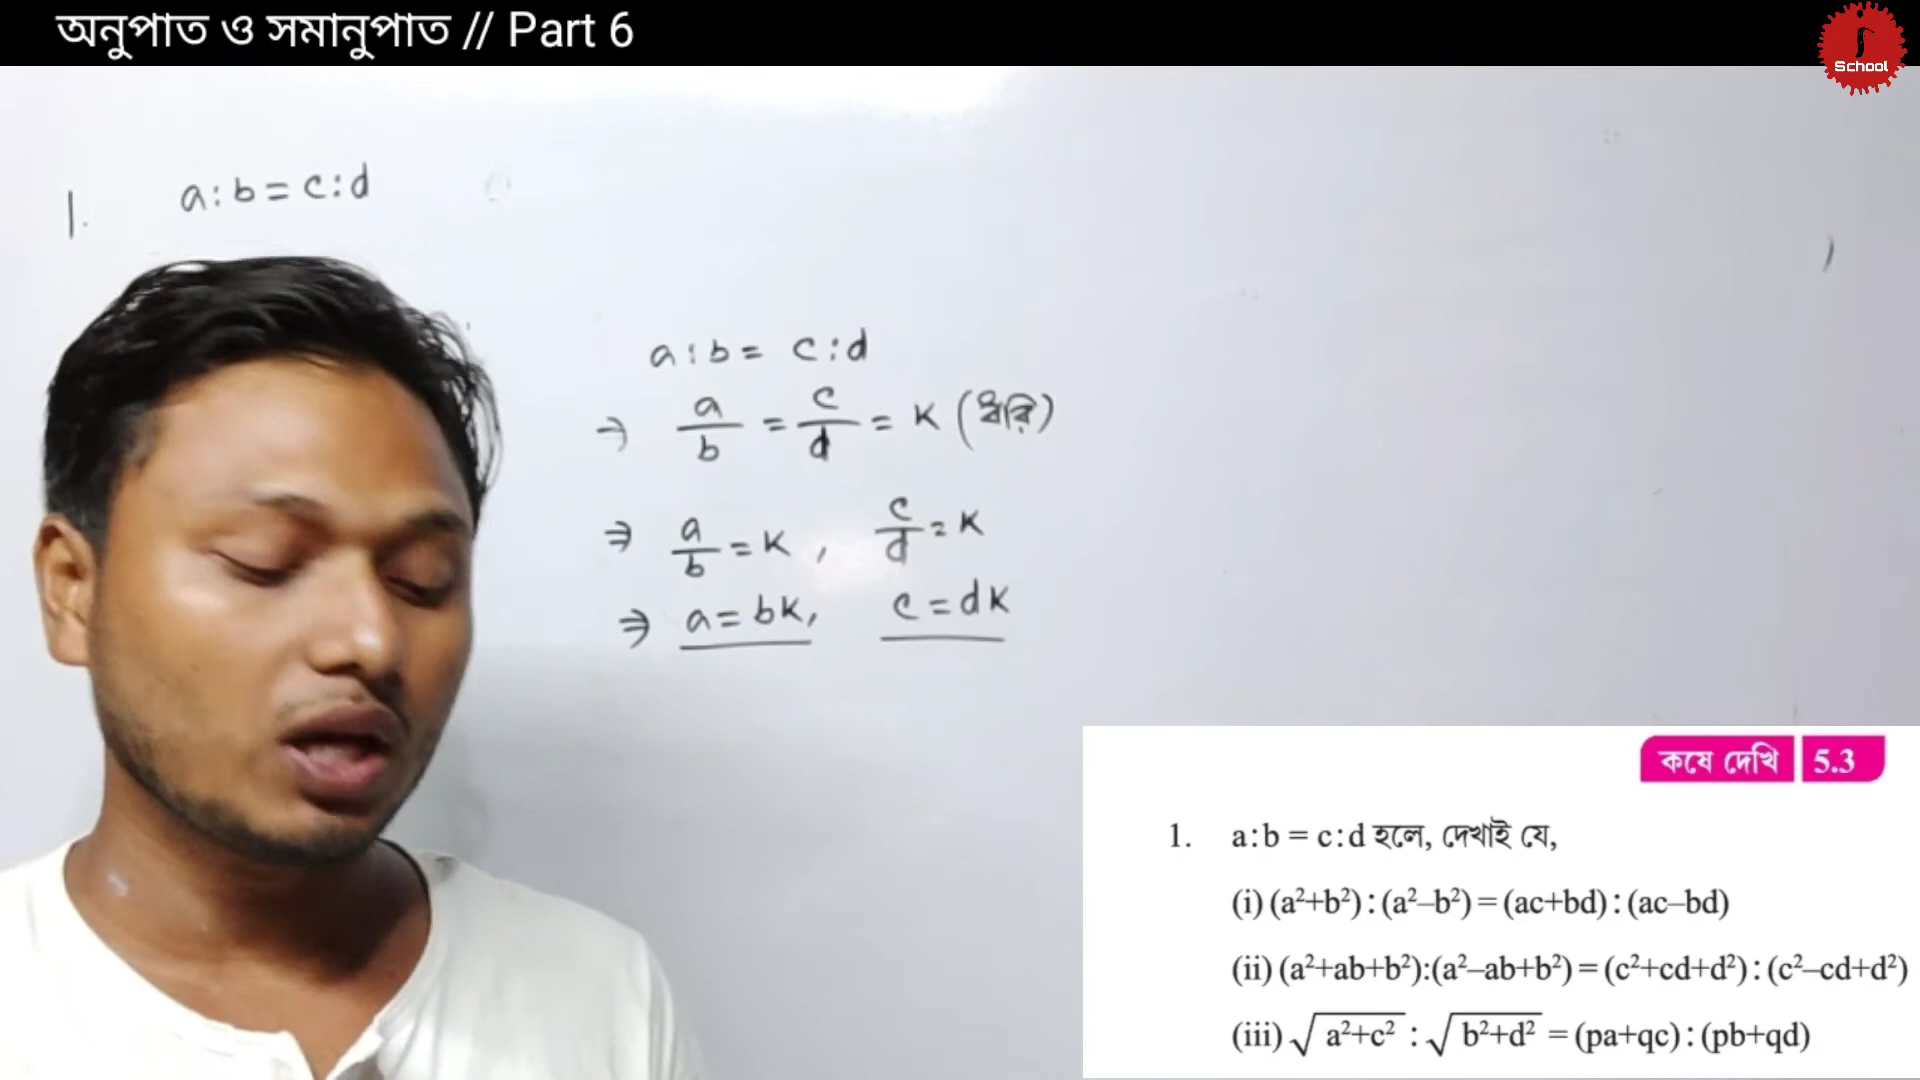 অনুপাত ও সমানুপাত // Part 6
School
1. a:b = c:d
a:b = c:d
→ a/b = c/d = K (ধরি)
⇒ a/b = K, c/d = K
⇒ a = bK, c = dK
কষে দেখি 5.3
1. a:b = c:d হলে, দেখাই যে,
(i) (a²+b²) : (a²–b²) = (ac+bd) : (ac–bd)
(ii) (a²+ab+b²):(a²–ab+b²) = (c²+cd+d²) : (c²–cd+d²)
(iii) √a²+c² : √b²+d² = (pa+qc) : (pb+qd)